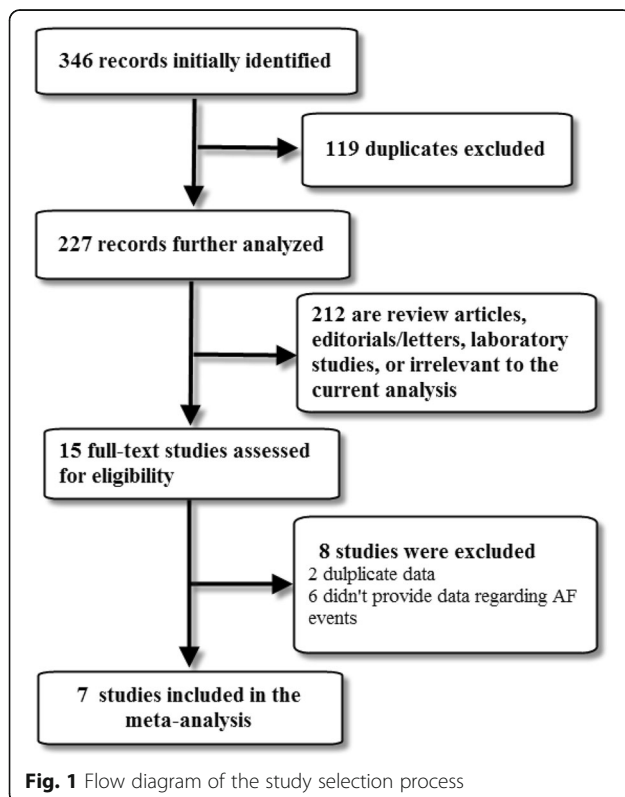 346 records initially identified
119 duplicates excluded
227 records further analyzed
212 are review articles,
editorials/letters, laboratory
studies, or irrelevant to the
current analysis
15 full-text studies assessed
for eligibility
8 studies were excluded
2 dulplicate data
6 didn't provide data regarding AF
events
7 studies included in the
meta-analysis
Fig. 1 Flow diagram of the study selection process